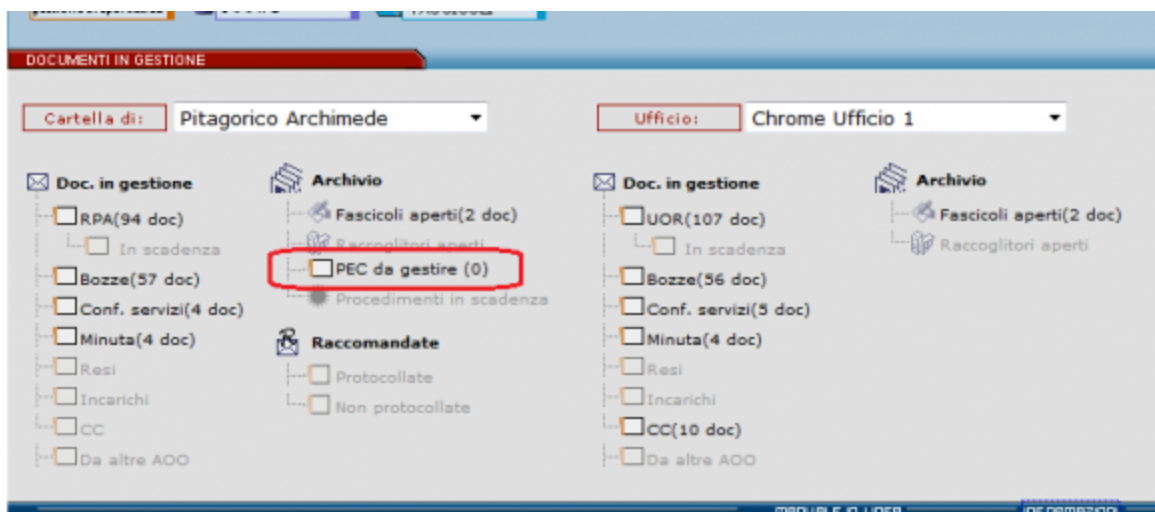 DOCUMENTI IN GESTIONE
Cartella di: Pitagorico Archimede
Doc. in gestione
RPA(94 doc)
In scadenza
Bozze(57 doc)
Conf. servizi(4 doc)
Minuta(4 doc)
Resi
Incarichi
CC
Da altre AOO
Archivio
Fascicoli aperti(2 doc)
Raccoglitori aperti
PEC da gestire (0)
Procedimenti in scadenza
Raccomandate
Protocollate
Non protocollate
Ufficio: Chrome Ufficio 1
Doc. in gestione
UOR(107 doc)
In scadenza
Bozze(56 doc)
Conf. servizi(5 doc)
Minuta(4 doc)
Resi
Incarichi
CC(10 doc)
Da altre AOO
Archivio
Fascicoli aperti(2 doc)
Raccoglitori aperti
MANUALE IN LINEA INFORMAZIONI